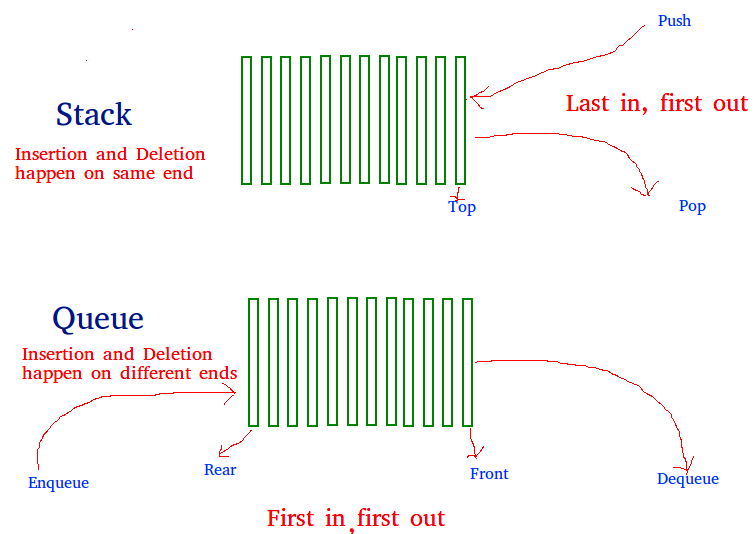 Push
Last in, first out
Stack
Insertion and Deletion
happen on same end
Top
Pop
Queue
Insertion and Deletion
happen on different ends
Rear
Front
Enqueue
Dequeue
First in, first out